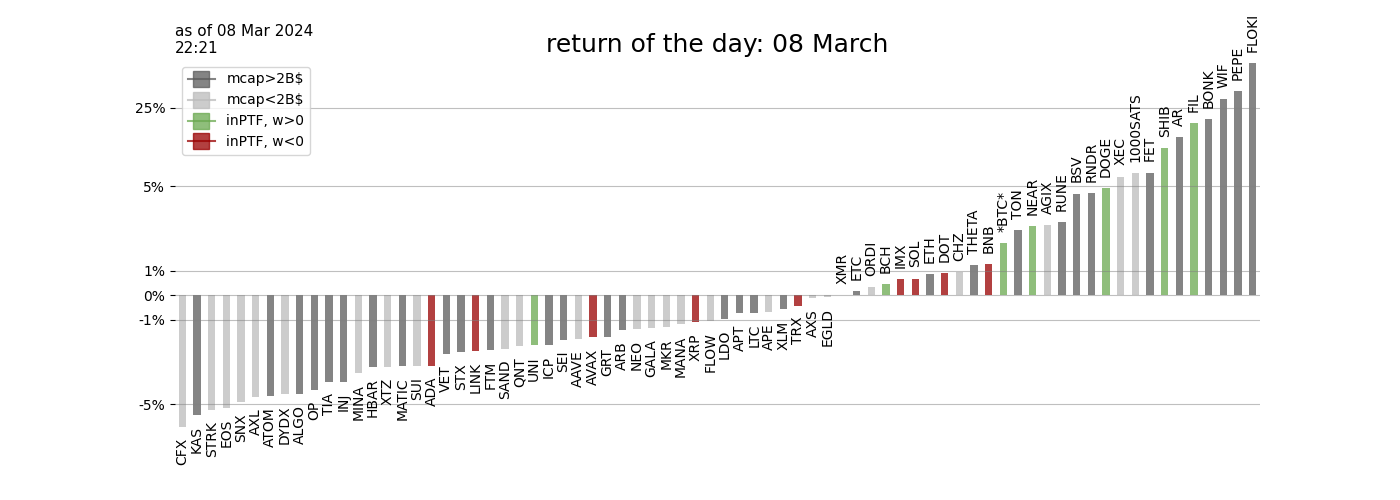 as of 08 Mar 2024
22:21
return of the day: 08 March
mcap>2B$
mcap<2B$
inPTF, w>0
inPTF, w<0
25%
5%
1%
0%
-1%
-5%
CFX
KAS
STRK
EOS
SNX
AXL
ATOM
DYDX
ALGO
OP
TIA
INJ
MINA
HBAR
XTZ
MATIC
SUI
ADA
VET
STX
LINK
FTM
SAND
QNT
UNI
ICP
SEI
AAVE
AVAX
GRT
ARB
NEO
GALA
MKR
MANA
XRP
FLOW
LDO
APT
LTC
APE
XLM
TRX
AXS
EGLD
XMR
ETC
ORDI
BCH
IMX
SOL
ETH
DOT
CHZ
THETA
BNB
*BTC*
TON
NEAR
AGIX
RUNE
BSV
RNDR
DOGE
XEC
1000SATS
FET
SHIB
AR
FIL
BONK
WIF
PEPE
FLOKI